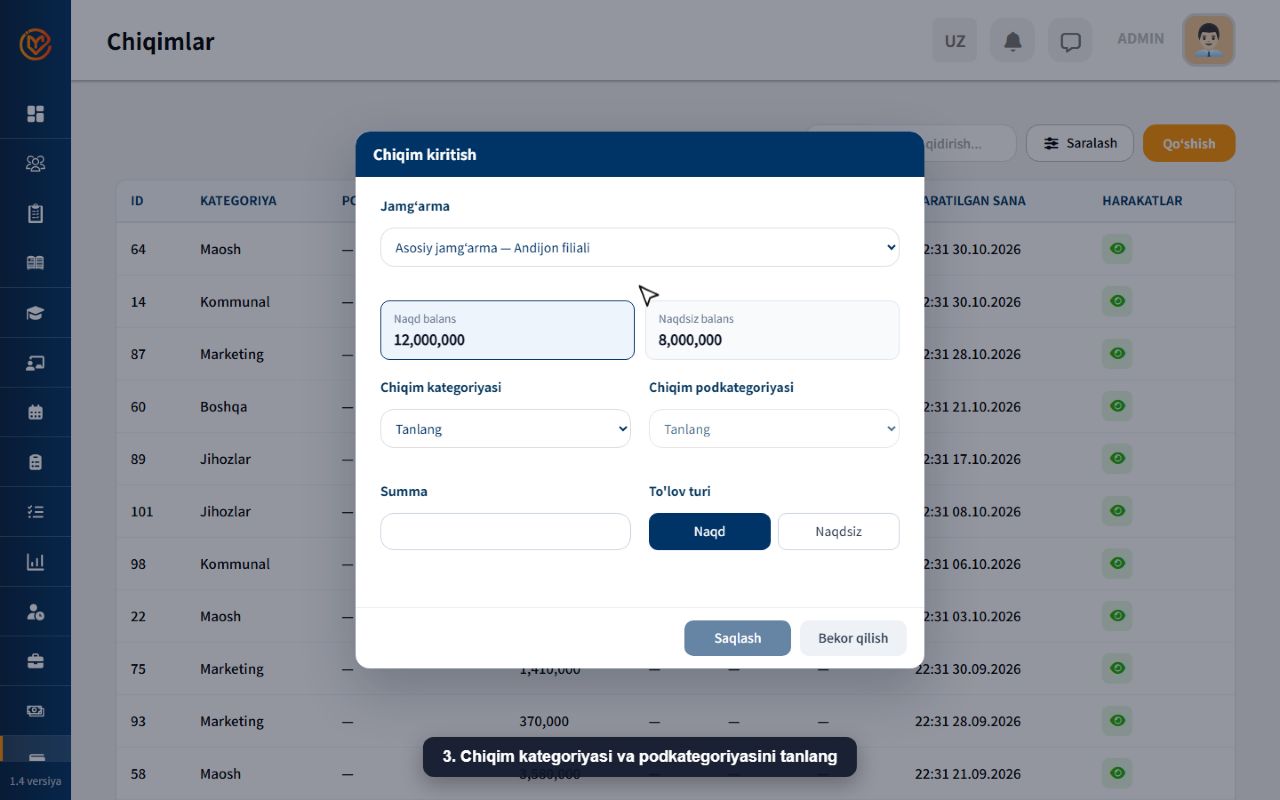 Chiqimlar
UZ
ADMIN
qidirish...
Saralash
Qo‘shish
ID KATEGORIYA HARAKATLAR
64 Maosh — 22:31 30.10.2026
14 Kommunal — 22:31 30.10.2026
87 Marketing — 22:31 28.10.2026
60 Boshqa — 22:31 21.10.2026
89 Jihozlar — 22:31 17.10.2026
101 Jihozlar — 22:31 08.10.2026
98 Kommunal — 22:31 06.10.2026
22 Maosh — 22:31 03.10.2026
75 Marketing — 1,410,000 — — — 22:31 30.09.2026
93 Marketing — 370,000 — — — 22:31 28.09.2026
58 Maosh — 3,580,000 — — — 22:31 21.09.2026
1.4 versiya
Chiqim kiritish
Jamg‘arma
Asosiy jamg‘arma — Andijon filiali
Naqd balans
12,000,000
Naqdsiz balans
8,000,000
Chiqim kategoriyasi
Tanlang
Chiqim podkategoriyasi
Tanlang
Summa
To'lov turi
Naqd
Naqdsiz
Saqlash
Bekor qilish
3. Chiqim kategoriyasi va podkategoriyasini tanlang